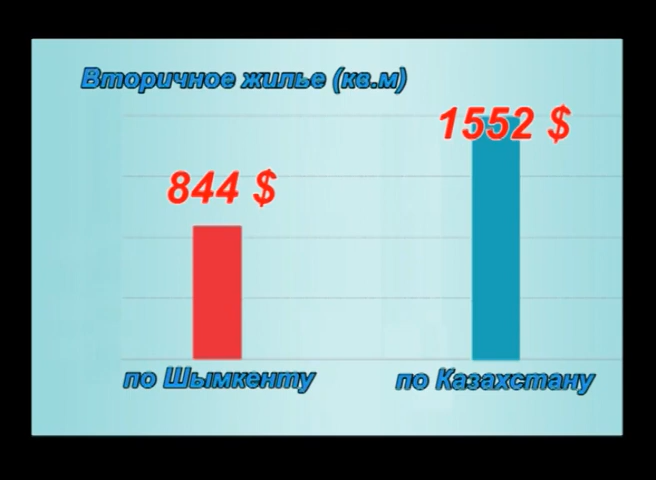 Вторичное жилье (кв.м)
1552 $
844 $
по Шымкенту
по Казахстану